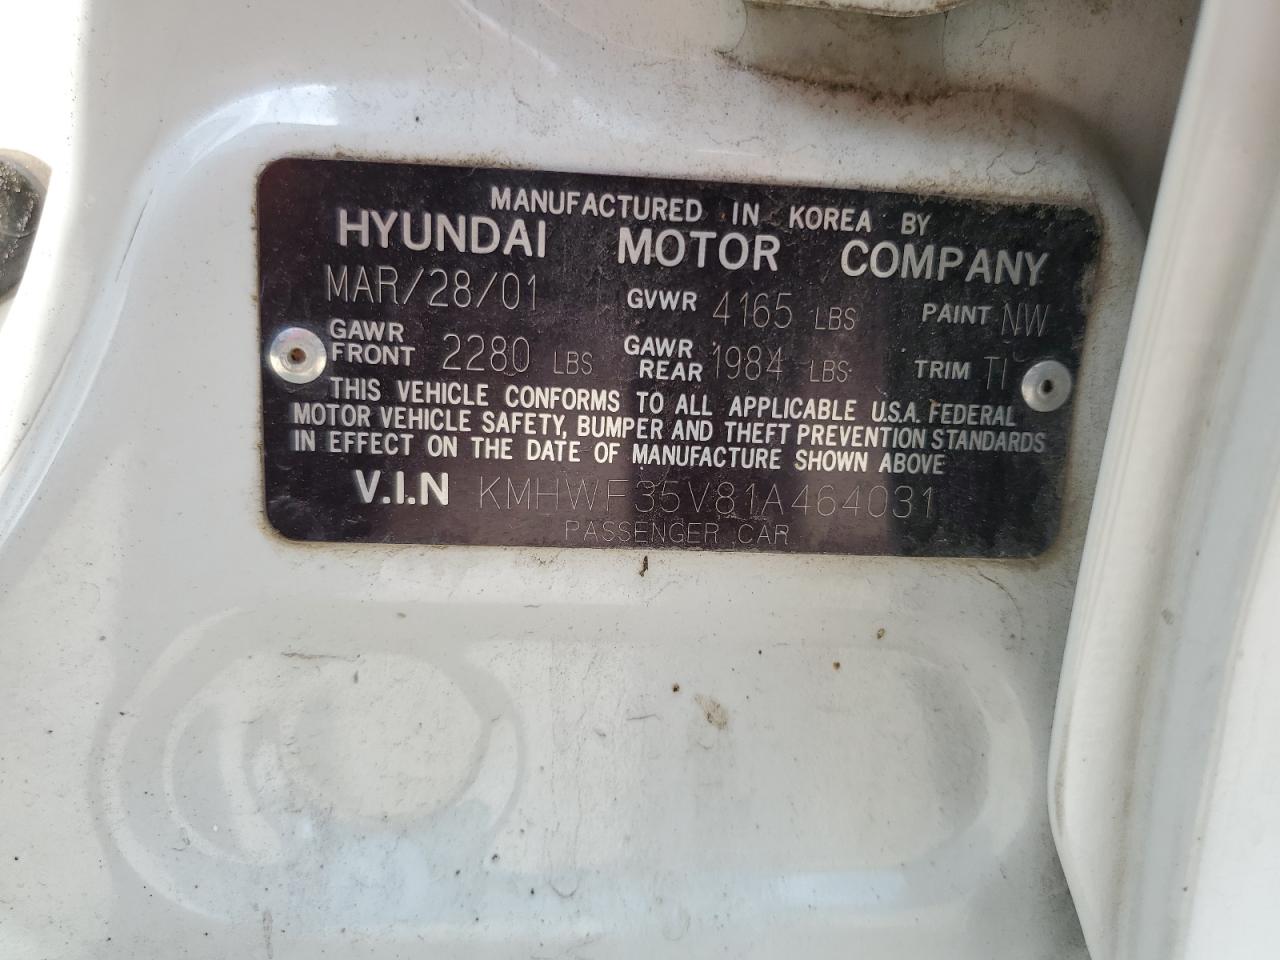 MANUFACTURED IN KOREA BY
HYUNDAI MOTOR COMPANY
MAR/28/01 GVWR 4165 LBS PAINT NW
GAWR FRONT 2280 LBS GAWR REAR 1984 LBS TRIM TI
THIS VEHICLE CONFORMS TO ALL APPLICABLE U.S.A. FEDERAL
MOTOR VEHICLE SAFETY, BUMPER AND THEFT PREVENTION STANDARDS
IN EFFECT ON THE DATE OF MANUFACTURE SHOWN ABOVE
V.I.N KMHWF35V81A464031
PASSENGER CAR